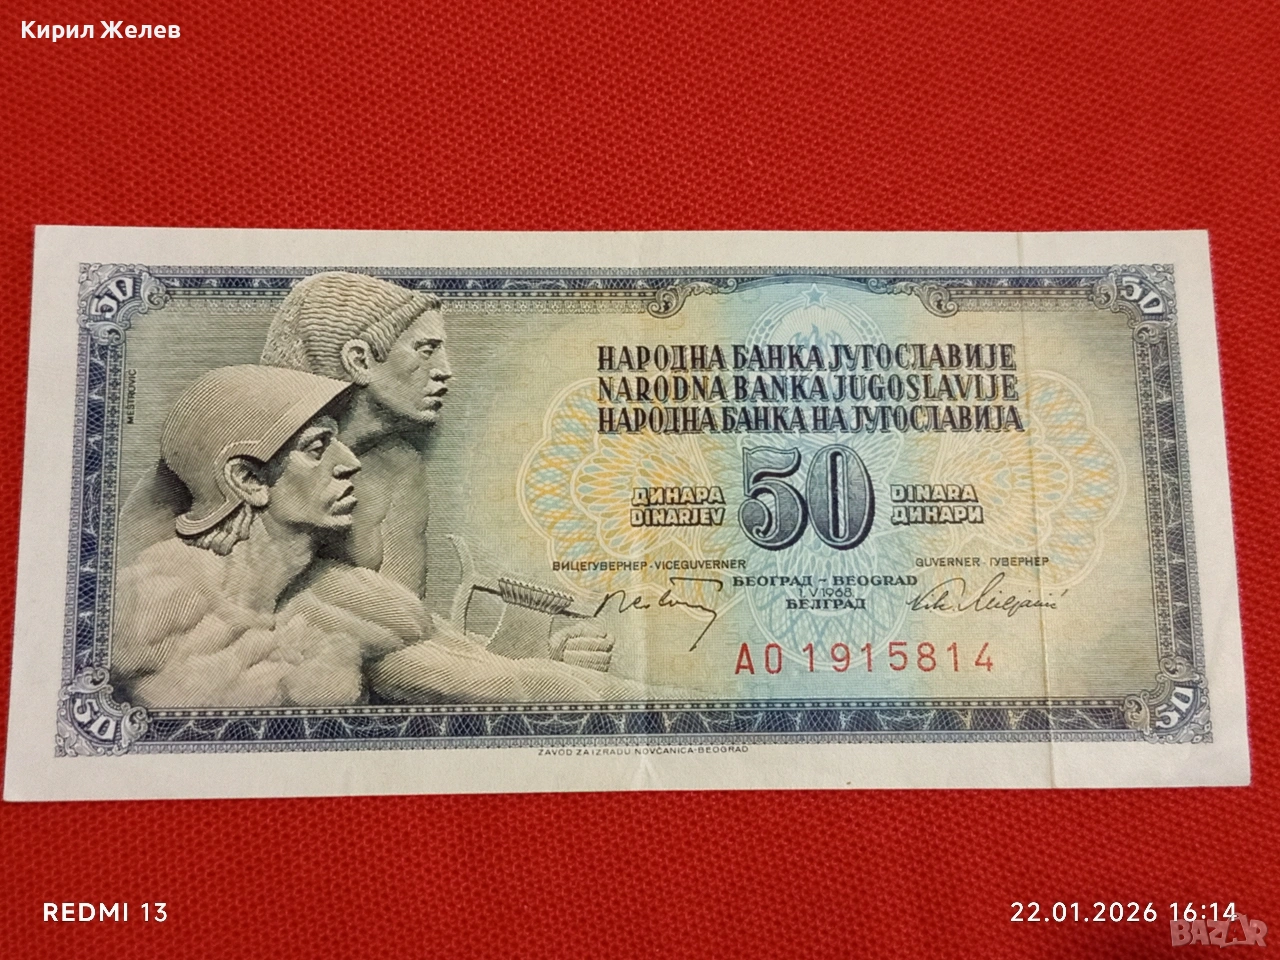 Кирил Желев
50 50
MEŠTROVIĆ
НАРОДНА БАНКА ЈУГОСЛАВИЈЕ
NARODNA BANKA JUGOSLAVIJE
НАРОДНА БАНКА НА ЈУГОСЛАВИЈА
ДИНАРА 50 DINARA
DINARJEV ДИНАРИ
ВИЦЕГУВЕРНЕР - VICEGUVERNER GUVERNER - ГУВЕРНЕР
БЕОГРАД - BEOGRAD
1.V 1968
БЕЛГРАД
AO 1915814
50 50
ZAVOD ZA IZRADU NOVČANICA-BEOGRAD
REDMI 13
22.01.2026 16:14
BAZAR